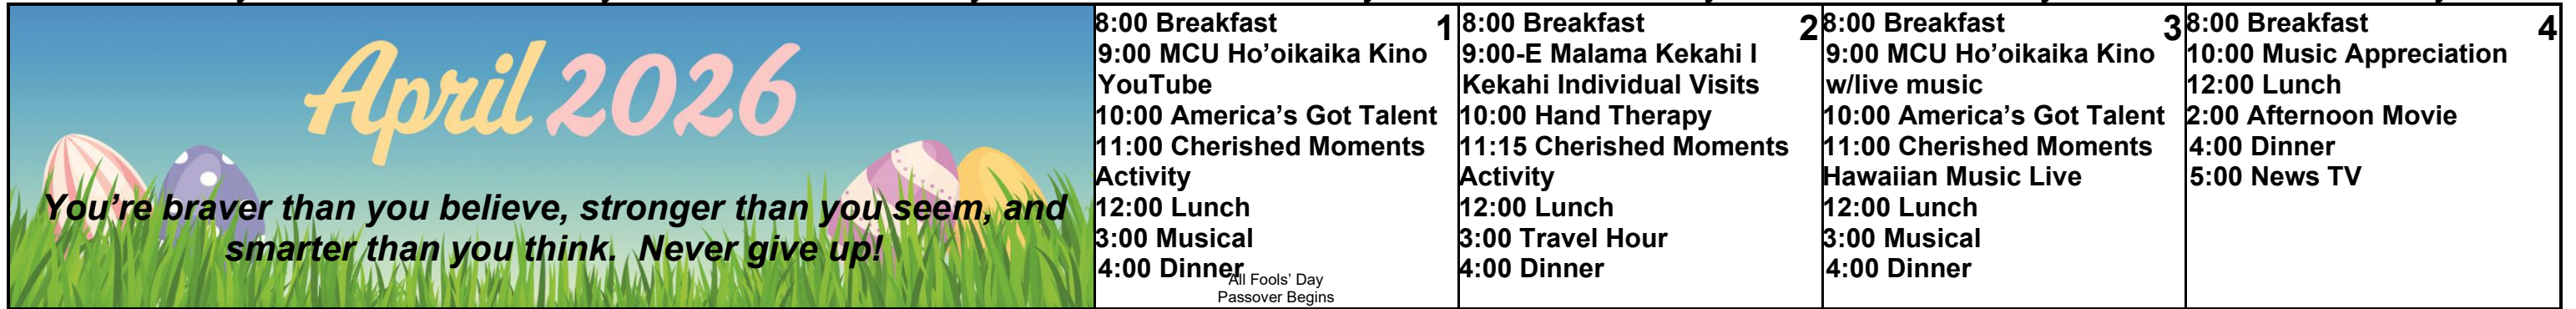 April 2026
You're braver than you believe, stronger than you seem, and
smarter than you think.  Never give up!
1
8:00 Breakfast
9:00 MCU Ho’oikaika Kino
YouTube
10:00 America’s Got Talent
11:00 Cherished Moments
Activity
12:00 Lunch
3:00 Musical
4:00 Dinner
All Fools’ Day
Passover Begins
2
8:00 Breakfast
9:00-E Malama Kekahi I
Kekahi Individual Visits
10:00 Hand Therapy
11:15 Cherished Moments
Activity
12:00 Lunch
3:00 Travel Hour
4:00 Dinner
3
8:00 Breakfast
9:00 MCU Ho’oikaika Kino
w/live music
10:00 America’s Got Talent
11:00 Cherished Moments
Hawaiian Music Live
12:00 Lunch
3:00 Musical
4:00 Dinner
4
8:00 Breakfast
10:00 Music Appreciation
12:00 Lunch
2:00 Afternoon Movie
4:00 Dinner
5:00 News TV